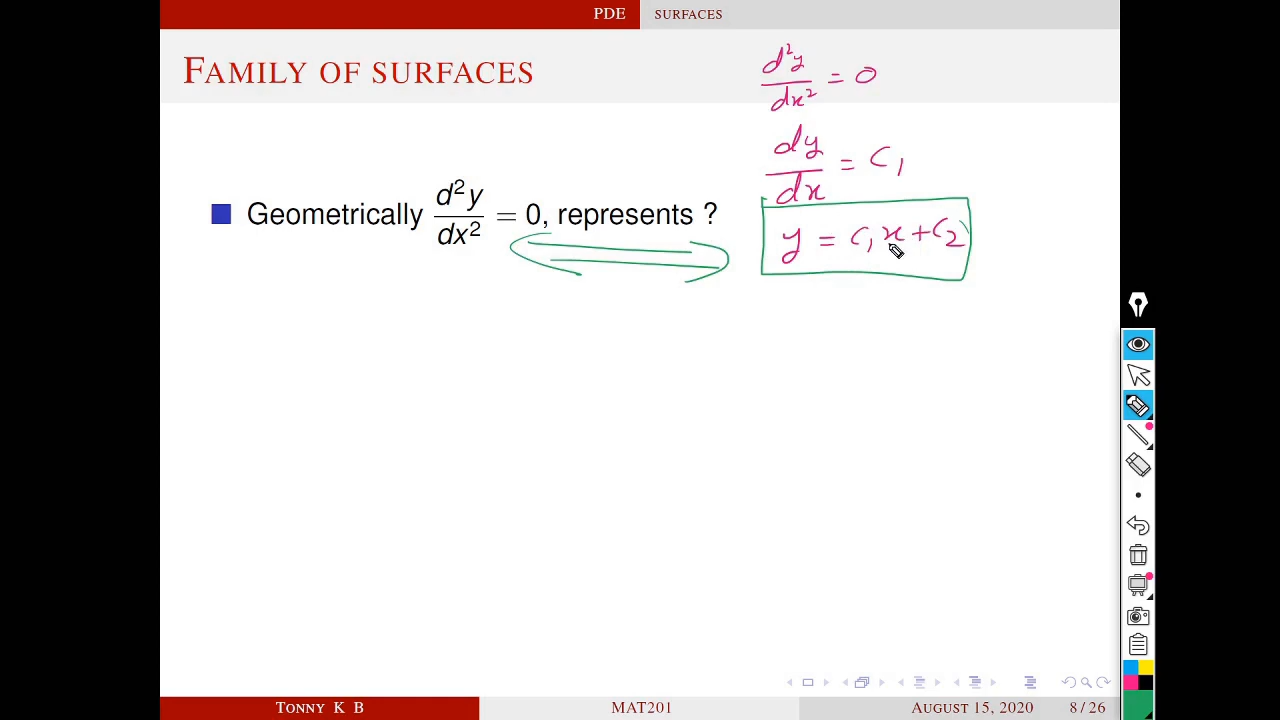 PDE SURFACES
FAMILY OF SURFACES
d²y/dx² = 0
dy/dx = C₁
Geometrically d²y/dx² = 0, represents ?
y = C₁x + C₂
TONNY K B MAT201 AUGUST 15, 2020 8 / 26